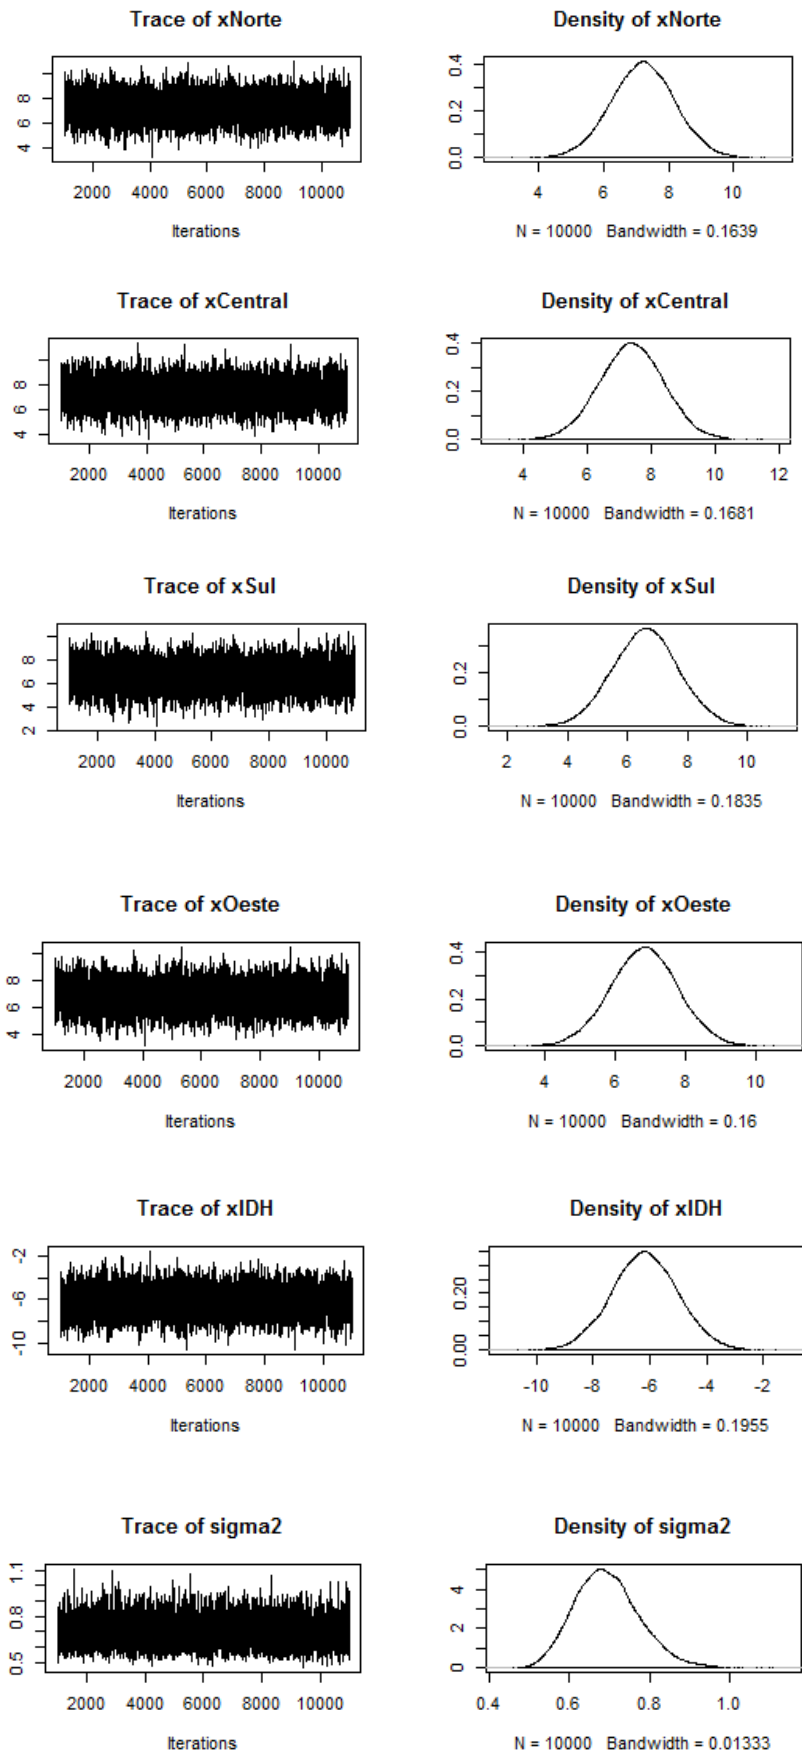 Trace of xNorte
8
6
4
2000 4000 6000 8000 10000
Iterations
Density of xNorte
0.4
0.2
0.0
4 6 8 10
N = 10000 Bandwidth = 0.1639
Trace of xCentral
8
6
4
2000 4000 6000 8000 10000
Iterations
Density of xCentral
0.4
0.2
0.0
4 6 8 10 12
N = 10000 Bandwidth = 0.1681
Trace of xSul
8
6
4
2
2000 4000 6000 8000 10000
Iterations
Density of xSul
0.2
0.0
2 4 6 8 10
N = 10000 Bandwidth = 0.1835
Trace of xOeste
8
6
4
2000 4000 6000 8000 10000
Iterations
Density of xOeste
0.4
0.2
0.0
4 6 8 10
N = 10000 Bandwidth = 0.16
Trace of xIDH
-2
-6
-10
2000 4000 6000 8000 10000
Iterations
Density of xIDH
0.20
0.00
-10 -8 -6 -4 -2
N = 10000 Bandwidth = 0.1955
Trace of sigma2
1.1
0.8
0.5
2000 4000 6000 8000 10000
Iterations
Density of sigma2
4
2
0
0.4 0.6 0.8 1.0
N = 10000 Bandwidth = 0.01333